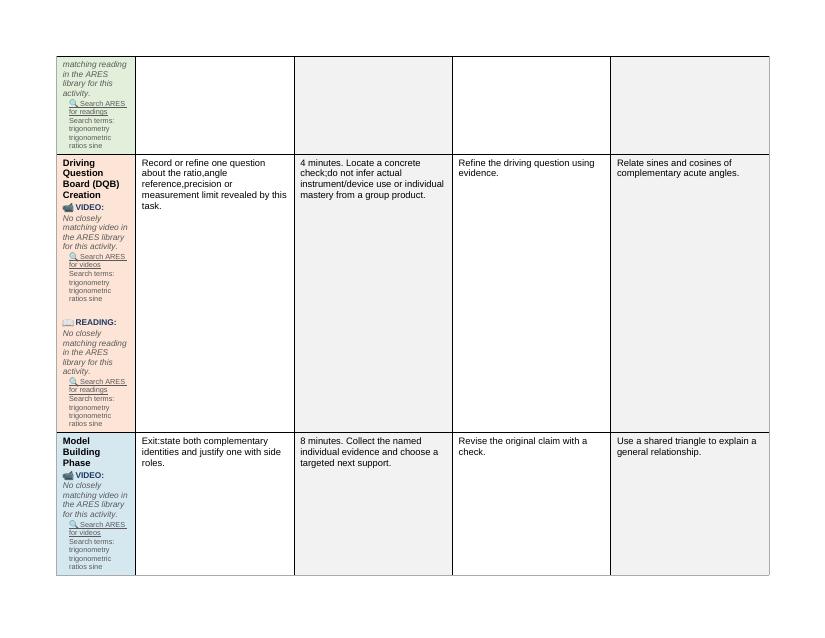 matching reading
in the ARES
library for this
activity.
🔍 Search ARES
for readings
Search terms:
trigonometry
trigonometric
ratios sine
Driving
Question
Board (DQB)
Creation
📹 VIDEO:
No closely
matching video in
the ARES library
for this activity.
🔍 Search ARES
for videos
Search terms:
trigonometry
trigonometric
ratios sine
📖 READING:
No closely
matching reading
in the ARES
library for this
activity.
🔍 Search ARES
for readings
Search terms:
trigonometry
trigonometric
ratios sine
Record or refine one question
about the ratio,angle
reference,precision or
measurement limit revealed by this
task.
4 minutes. Locate a concrete
check;do not infer actual
instrument/device use or individual
mastery from a group product.
Refine the driving question using
evidence.
Relate sines and cosines of
complementary acute angles.
Model
Building
Phase
📹 VIDEO:
No closely
matching video in
the ARES library
for this activity.
🔍 Search ARES
for videos
Search terms:
trigonometry
trigonometric
ratios sine
Exit:state both complementary
identities and justify one with side
roles.
8 minutes. Collect the named
individual evidence and choose a
targeted next support.
Revise the original claim with a
check.
Use a shared triangle to explain a
general relationship.